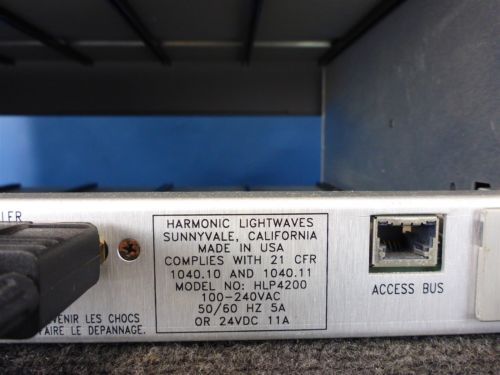 HARMONIC LIGHTWAVES
SUNNYVALE, CALIFORNIA
MADE IN USA
COMPLIES WITH 21 CFR
1040.10 AND 1040.11
MODEL NO: HLP4200
100-240VAC
50/60 HZ 5A
OR 24VDC 11A
ACCESS BUS
LES CHOCS
LE DEPANNAGE.